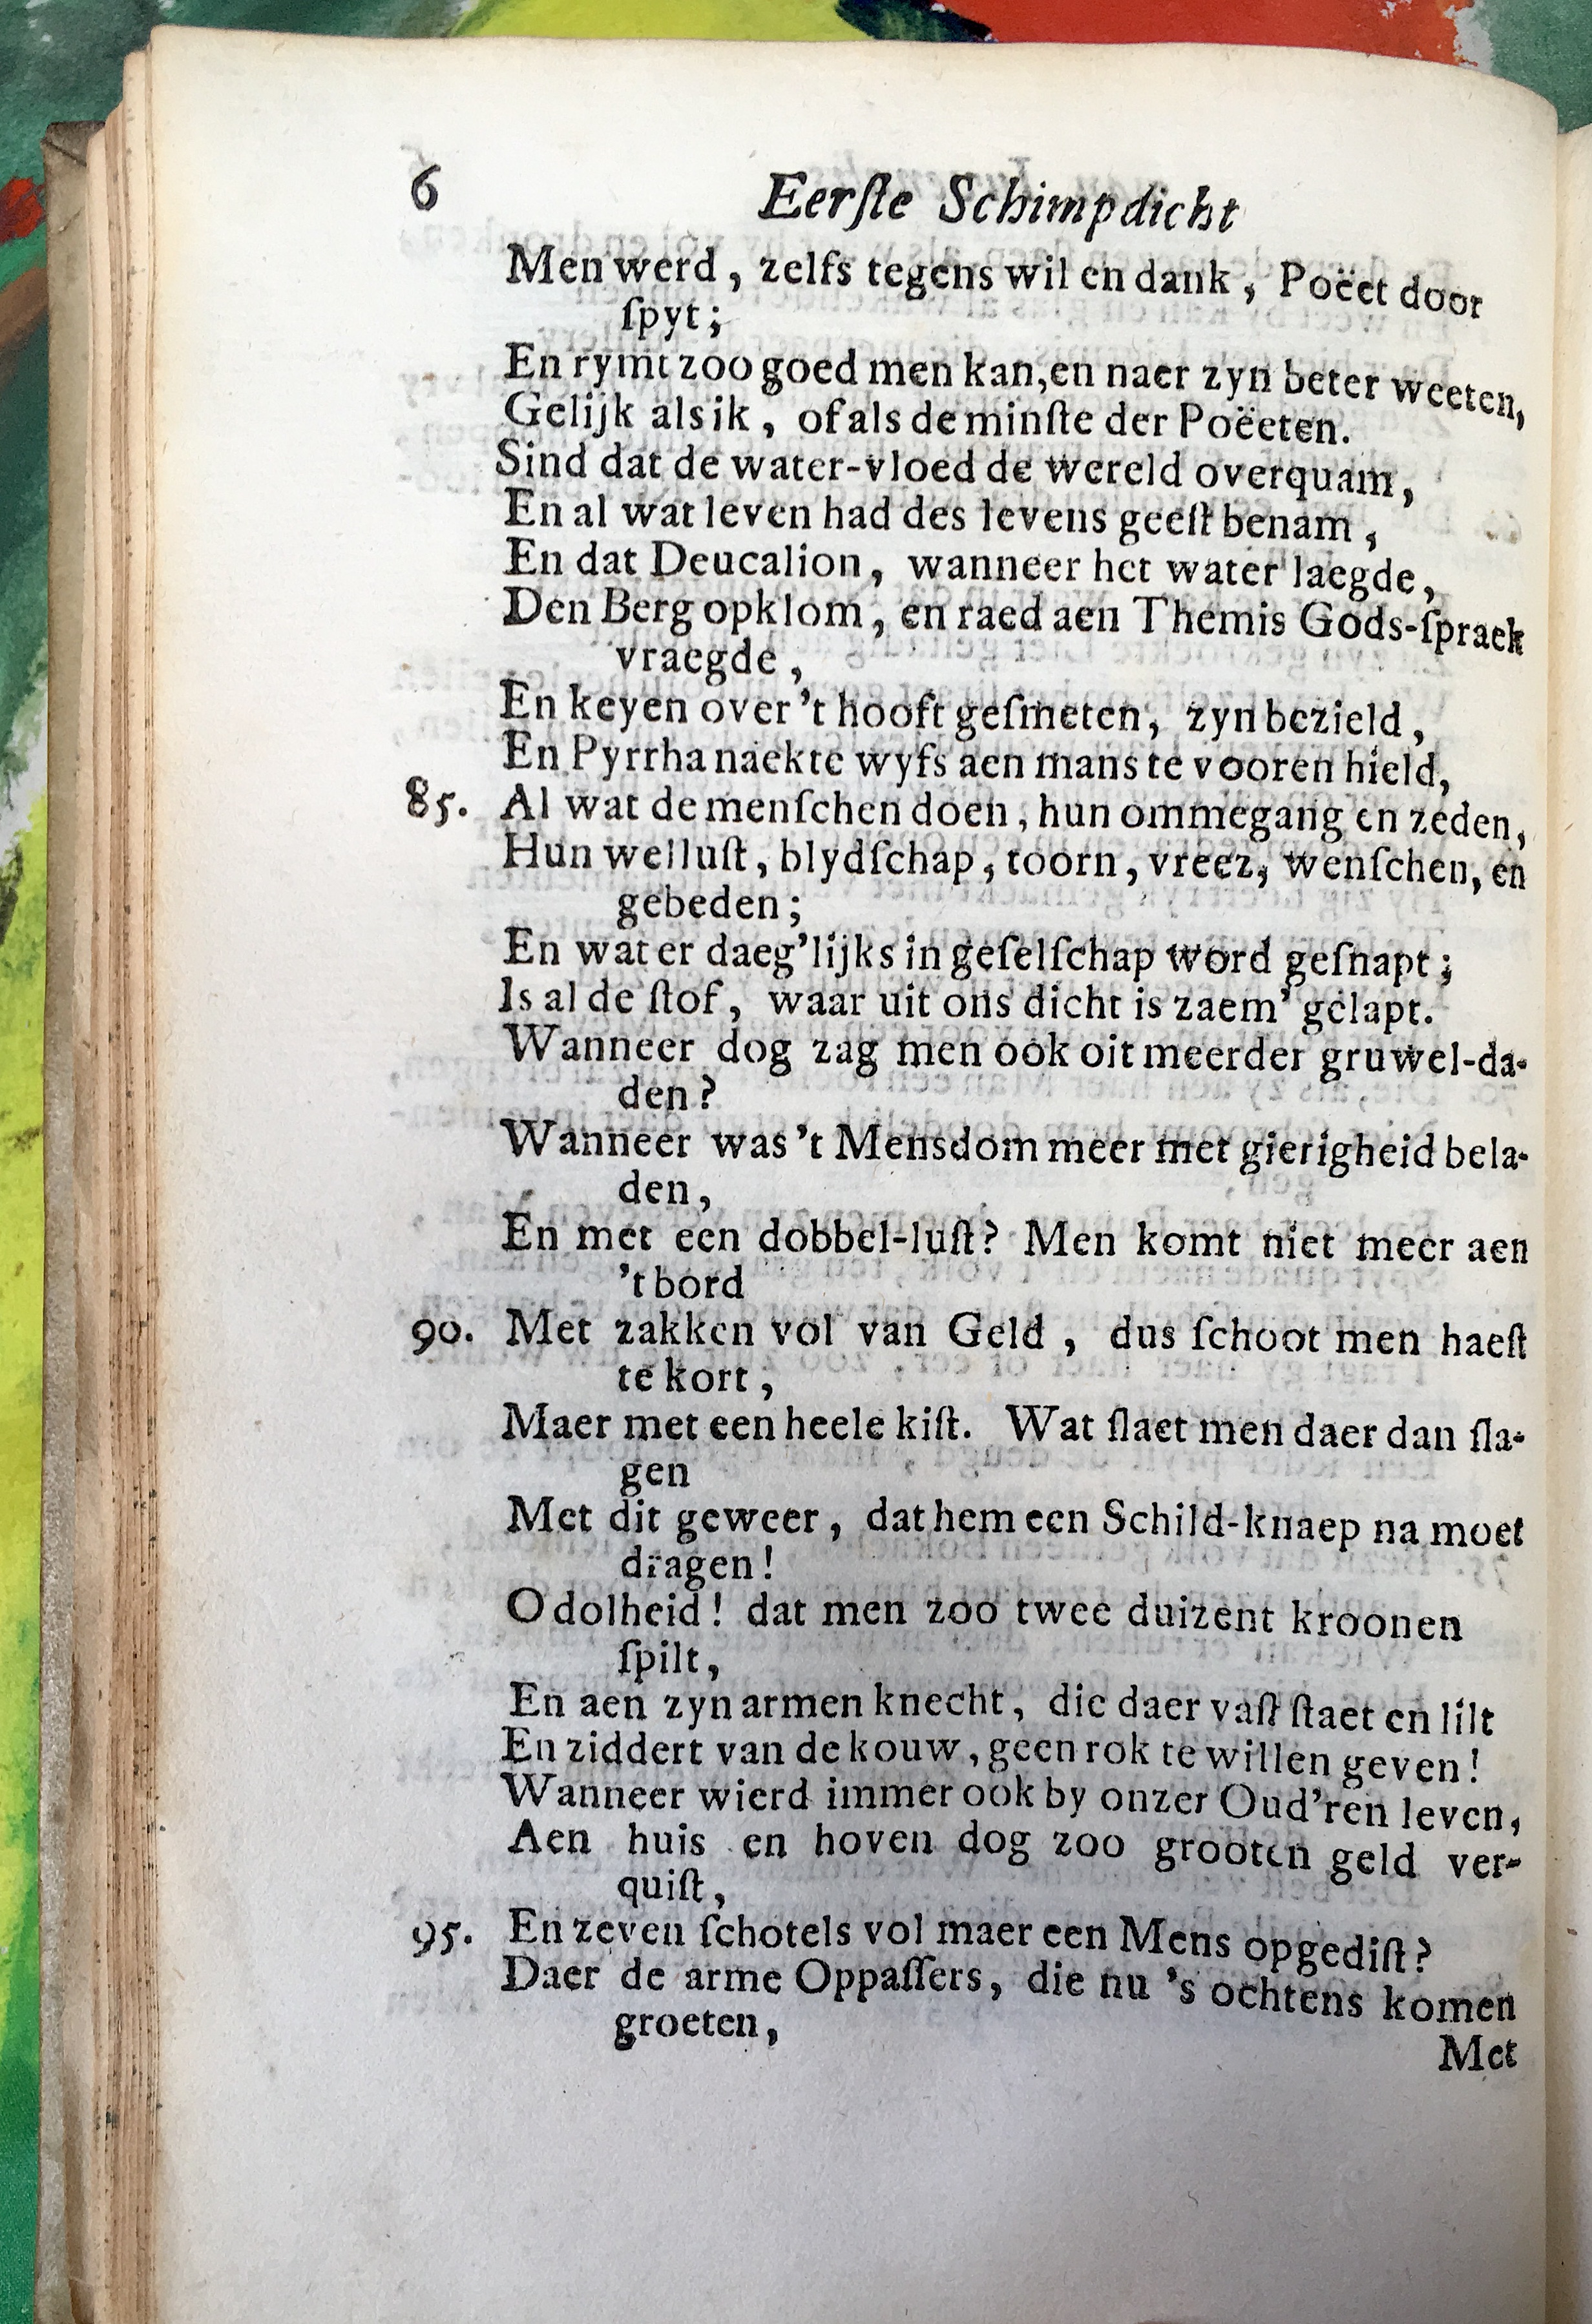 6 Eerſte Schimpdicht
Men werd, zelfs tegens wil en dank, Poëet door
ſpyt;
En rymt zoo goed men kan, en naer zyn beter weeten,
Gelijk als ik, of als de minſte der Poëeten.
Sind dat de water-vloed de wereld overquam,
En al wat leven had des levens geeſt benam,
En dat Deucalion, wanneer het water laegde,
Den Berg opklom, en raed aen Themis Gods-ſpraek
vraegde,
En keyen over 't hooft geſmeten, zyn bezield,
En Pyrrha naekte wyfs aen mans te vooren hield,
85. Al wat de menſchen doen, hun ommegang en zeden,
Hun welluſt, blydſchap, toorn, vreez, wenſchen, en
gebeden;
En wat er daeg'lijks in geſelſchap word geſnapt;
Is al de ſtof, waar uit ons dicht is zaem' gelapt.
Wanneer dog zag men ook oit meerder gruwel-da-
den?
Wanneer was 't Mensdom meer met gierigheid bela-
den,
En met een dobbel-luſt? Men komt niet meer aen
't bord
90. Met zakken vol van Geld, dus ſchoot men haeſt
te kort,
Maer met een heele kiſt. Wat ſlaet men daer dan ſla-
gen
Met dit geweer, dat hem een Schild-knaep na moet
dragen!
O dolheid! dat men zoo twee duizent kroonen
ſpilt,
En aen zyn armen knecht, die daer vaſt ſtaet en lilt
En ziddert van de kouw, geen rok te willen geven!
Wanneer wierd immer ook by onzer Oud'ren leven,
Aen huis en hoven dog zoo grooten geld ver-
quiſt,
95. En zeven ſchotels vol maer een Mens opgediſt?
Daer de arme Oppaſſers, die nu 's ochtens komen
groeten,
Met